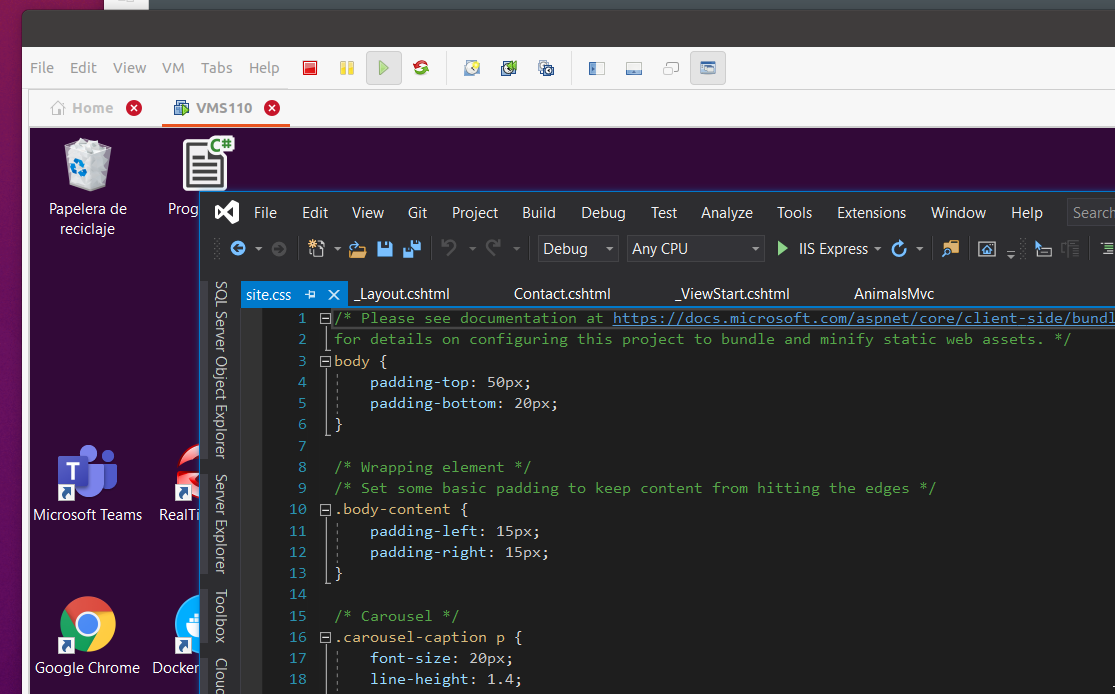 File Edit View VM Tabs Help
Home VMS110
Papelera de
reciclaje
C#
Prog
File Edit View Git Project Build Debug Test Analyze Tools Extensions Window Help Search
Debug Any CPU IIS Express
SQL Server Object Explorer
Server Explorer
Toolbox
Cloud
site.css _Layout.cshtml Contact.cshtml _ViewStart.cshtml AnimalsMvc
1 /* Please see documentation at https://docs.microsoft.com/aspnet/core/client-side/bundl
2 for details on configuring this project to bundle and minify static web assets. */
3 body {
4 padding-top: 50px;
5 padding-bottom: 20px;
6 }
7
8 /* Wrapping element */
9 /* Set some basic padding to keep content from hitting the edges */
10 .body-content {
11 padding-left: 15px;
12 padding-right: 15px;
13 }
14
15 /* Carousel */
16 .carousel-caption p {
17 font-size: 20px;
18 line-height: 1.4;
T
Microsoft Teams
RealTi
Google Chrome
Docker